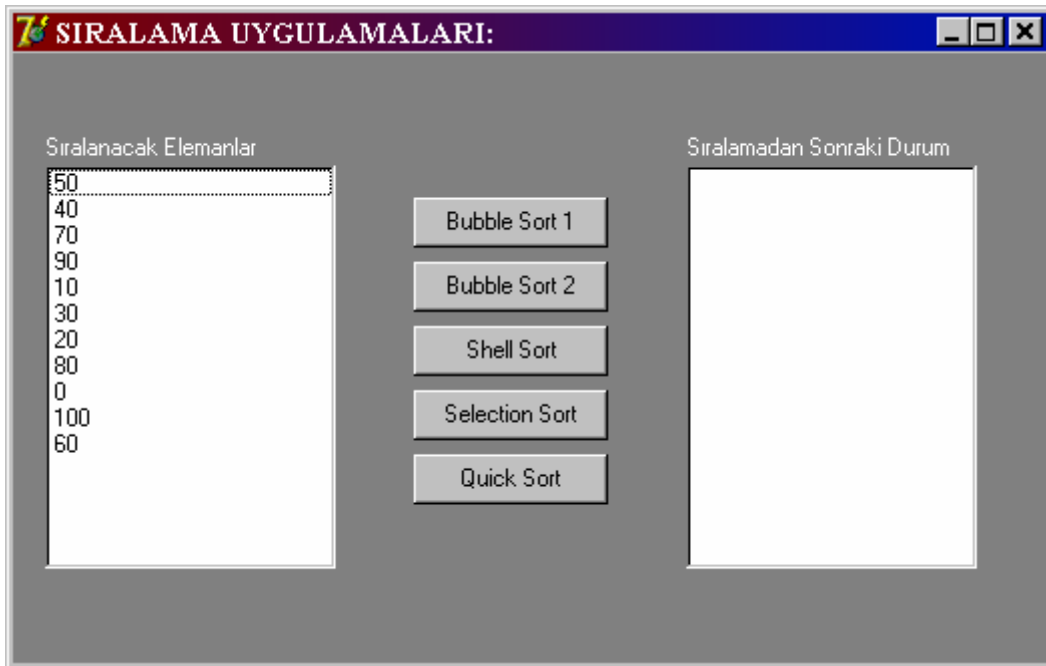 SIRALAMA UYGULAMALARI:
Sıralanacak Elemanlar
50
40
70
90
10
30
20
80
0
100
60
Bubble Sort 1
Bubble Sort 2
Shell Sort
Selection Sort
Quick Sort
Sıralamadan Sonraki Durum